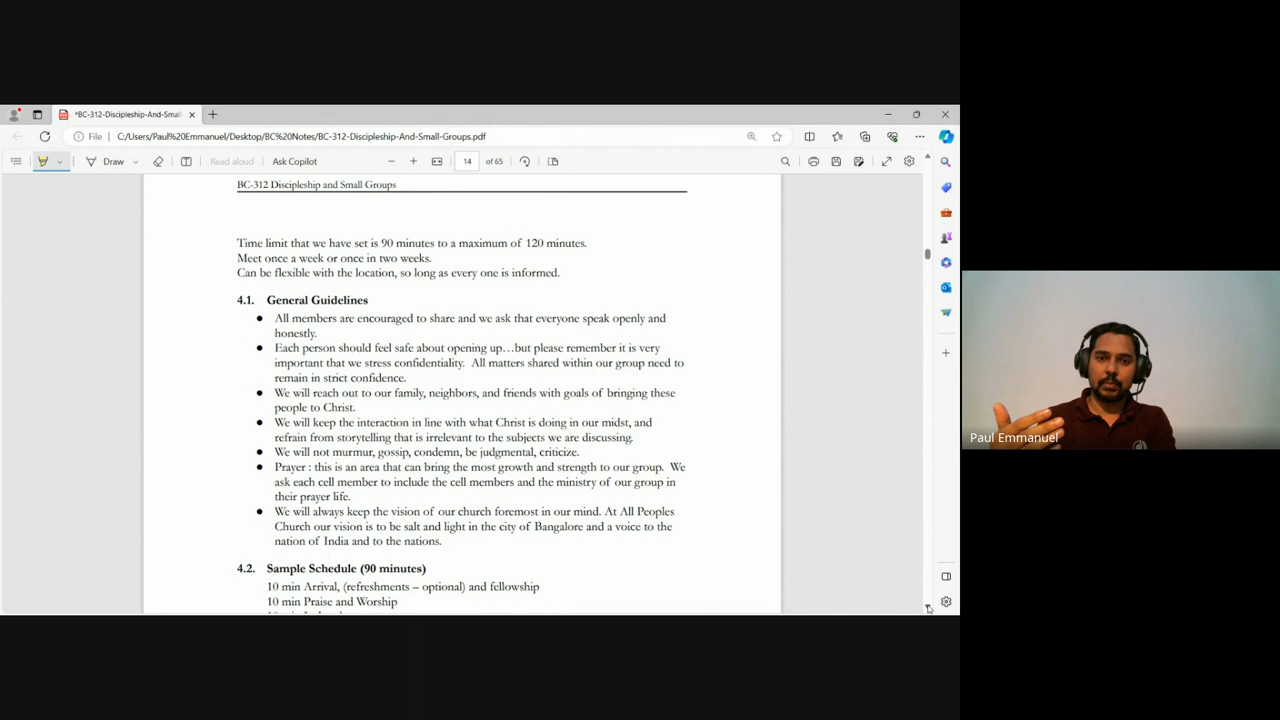 *BC-312-Discipleship-And-Smal
File
C:/Users/Paul%20Emmanuel/Desktop/BC%20Notes/BC-312-Discipleship-And-Small-Groups.pdf
Draw
Read aloud
Ask Copilot
14
of 65
BC-312 Discipleship and Small Groups
Time limit that we have set is 90 minutes to a maximum of 120 minutes.
Meet once a week or once in two weeks.
Can be flexible with the location, so long as every one is informed.
4.1. General Guidelines
● All members are encouraged to share and we ask that everyone speak openly and
honestly.
● Each person should feel safe about opening up…but please remember it is very
important that we stress confidentiality. All matters shared within our group need to
remain in strict confidence.
● We will reach out to our family, neighbors, and friends with goals of bringing these
people to Christ.
● We will keep the interaction in line with what Christ is doing in our midst, and
refrain from storytelling that is irrelevant to the subjects we are discussing.
● We will not murmur, gossip, condemn, be judgmental, criticize.
● Prayer : this is an area that can bring the most growth and strength to our group. We
ask each cell member to include the cell members and the ministry of our group in
their prayer life.
● We will always keep the vision of our church foremost in our mind. At All Peoples
Church our vision is to be salt and light in the city of Bangalore and a voice to the
nation of India and to the nations.
4.2. Sample Schedule (90 minutes)
10 min Arrival, (refreshments – optional) and fellowship
10 min Praise and Worship
Paul Emmanuel